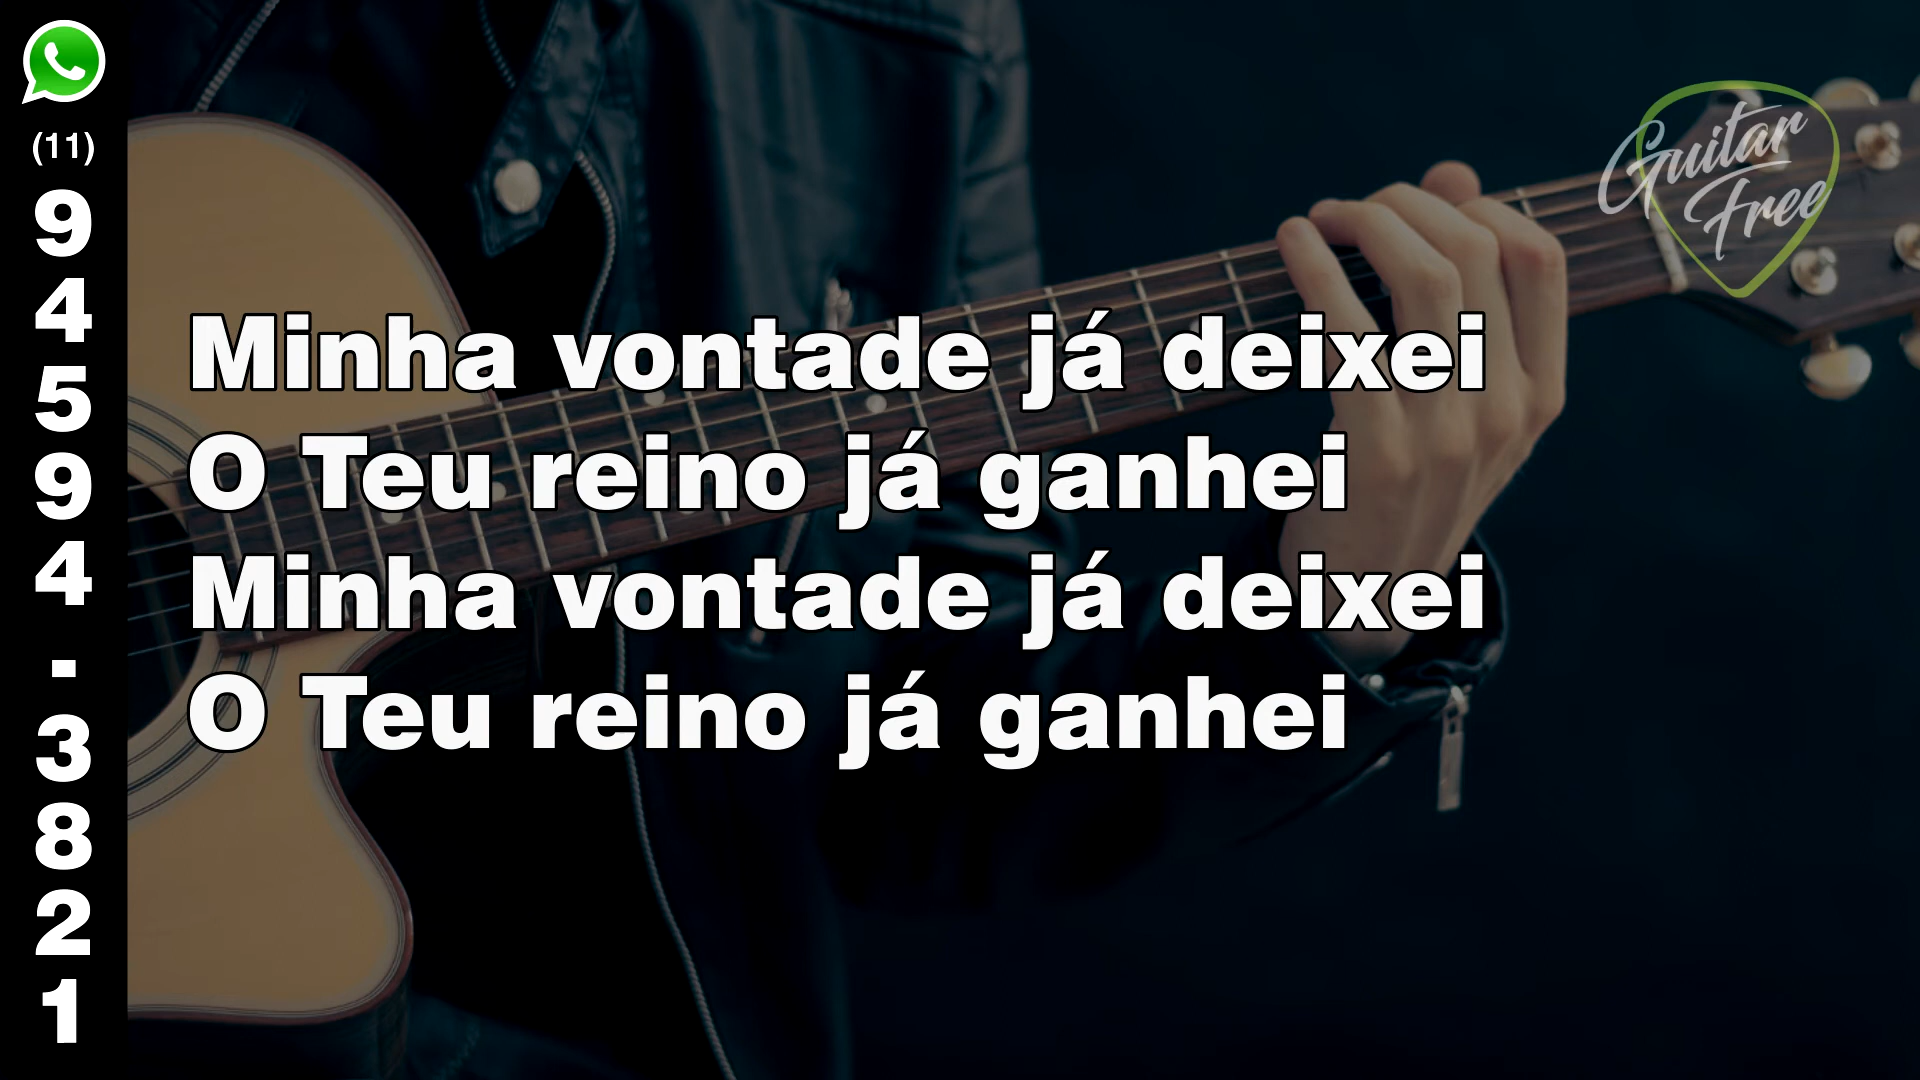 (11)
9
4
5
9
4
-
3
8
2
1
Guitar
Free
Minha vontade já deixei
O Teu reino já ganhei
Minha vontade já deixei
O Teu reino já ganhei